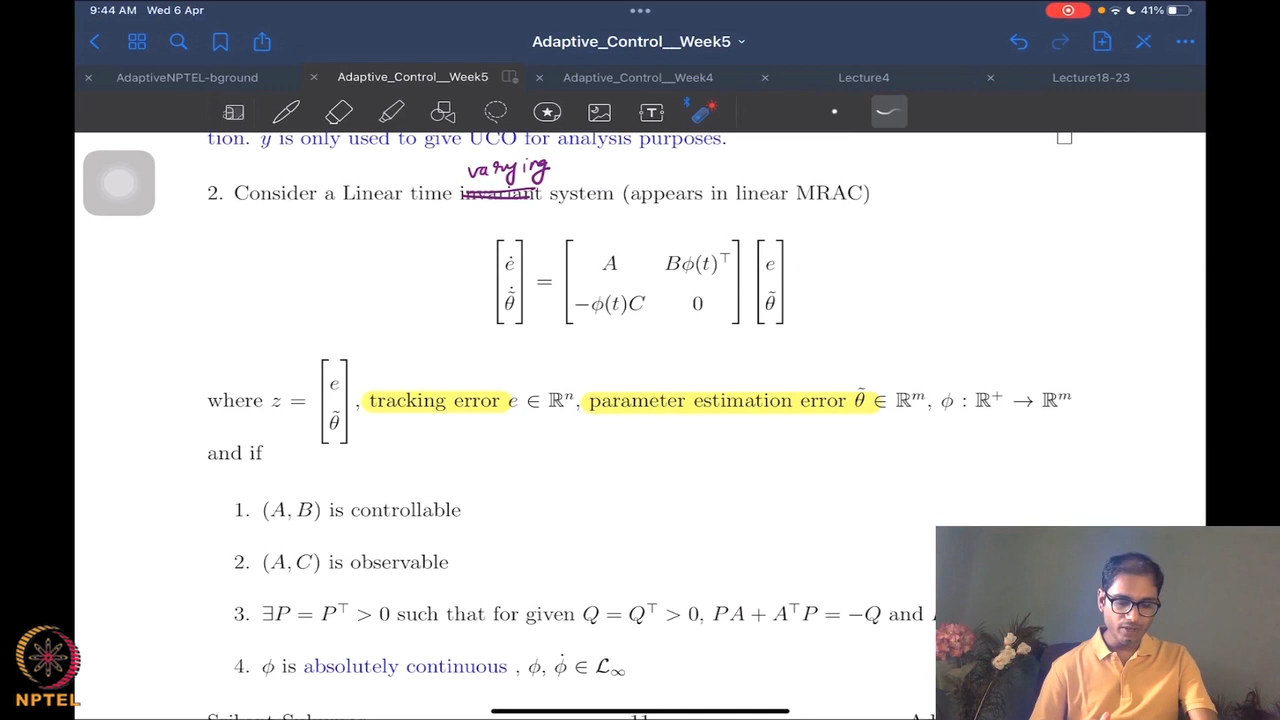 9:44 AM Wed 6 Apr
41%
Adaptive_Control__Week5
AdaptiveNPTEL-bground
Adaptive_Control__Week5
Adaptive_Control__Week4
Lecture4
Lecture18-23
tion. y is only used to give UCO for analysis purposes.
varying
2. Consider a Linear time invariant system (appears in linear MRAC)
[ė; θ̃̇] = [A Bφ(t)⊤; −φ(t)C 0] [e; θ̃]
where z = [e; θ̃], tracking error e ∈ ℝⁿ, parameter estimation error θ̃ ∈ ℝᵐ, φ : ℝ⁺ → ℝᵐ
and if
1. (A, B) is controllable
2. (A, C) is observable
3. ∃P = P⊤ > 0 such that for given Q = Q⊤ > 0, PA + A⊤P = −Q and
4. φ is absolutely continuous , φ, φ̇ ∈ ℒ∞
NPTEL